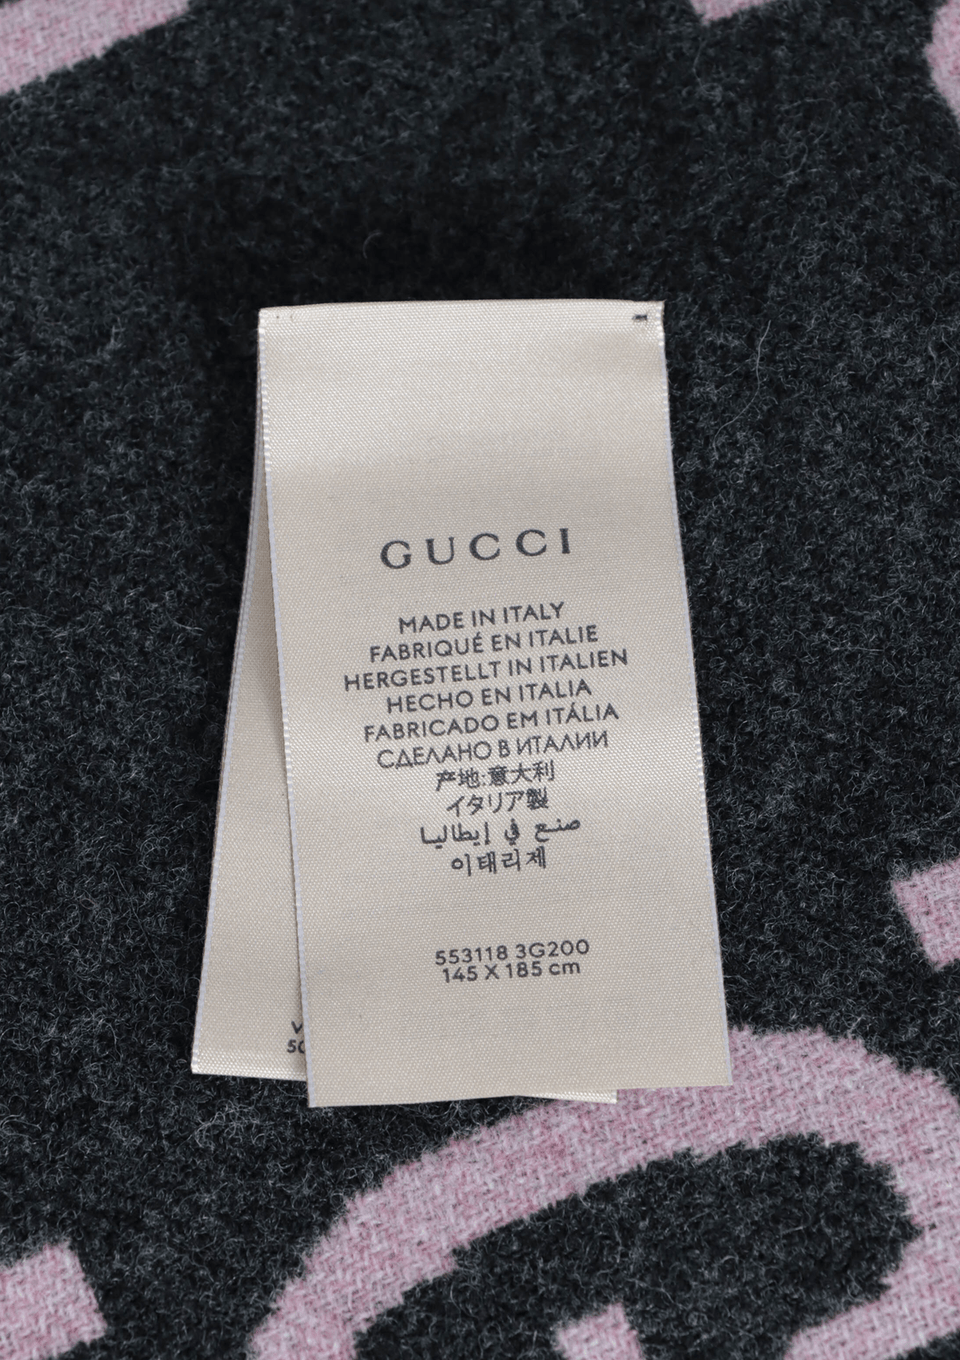 GUCCI
MADE IN ITALY
FABRIQUÉ EN ITALIE
HERGESTELLT IN ITALIEN
HECHO EN ITALIA
FABRICADO EM ITÁLIA
СДЕЛАНО В ИТАЛИИ
产地:意大利
イタリア製
صنع في إيطاليا
이태리제
553118 3G200
145 X 185 cm